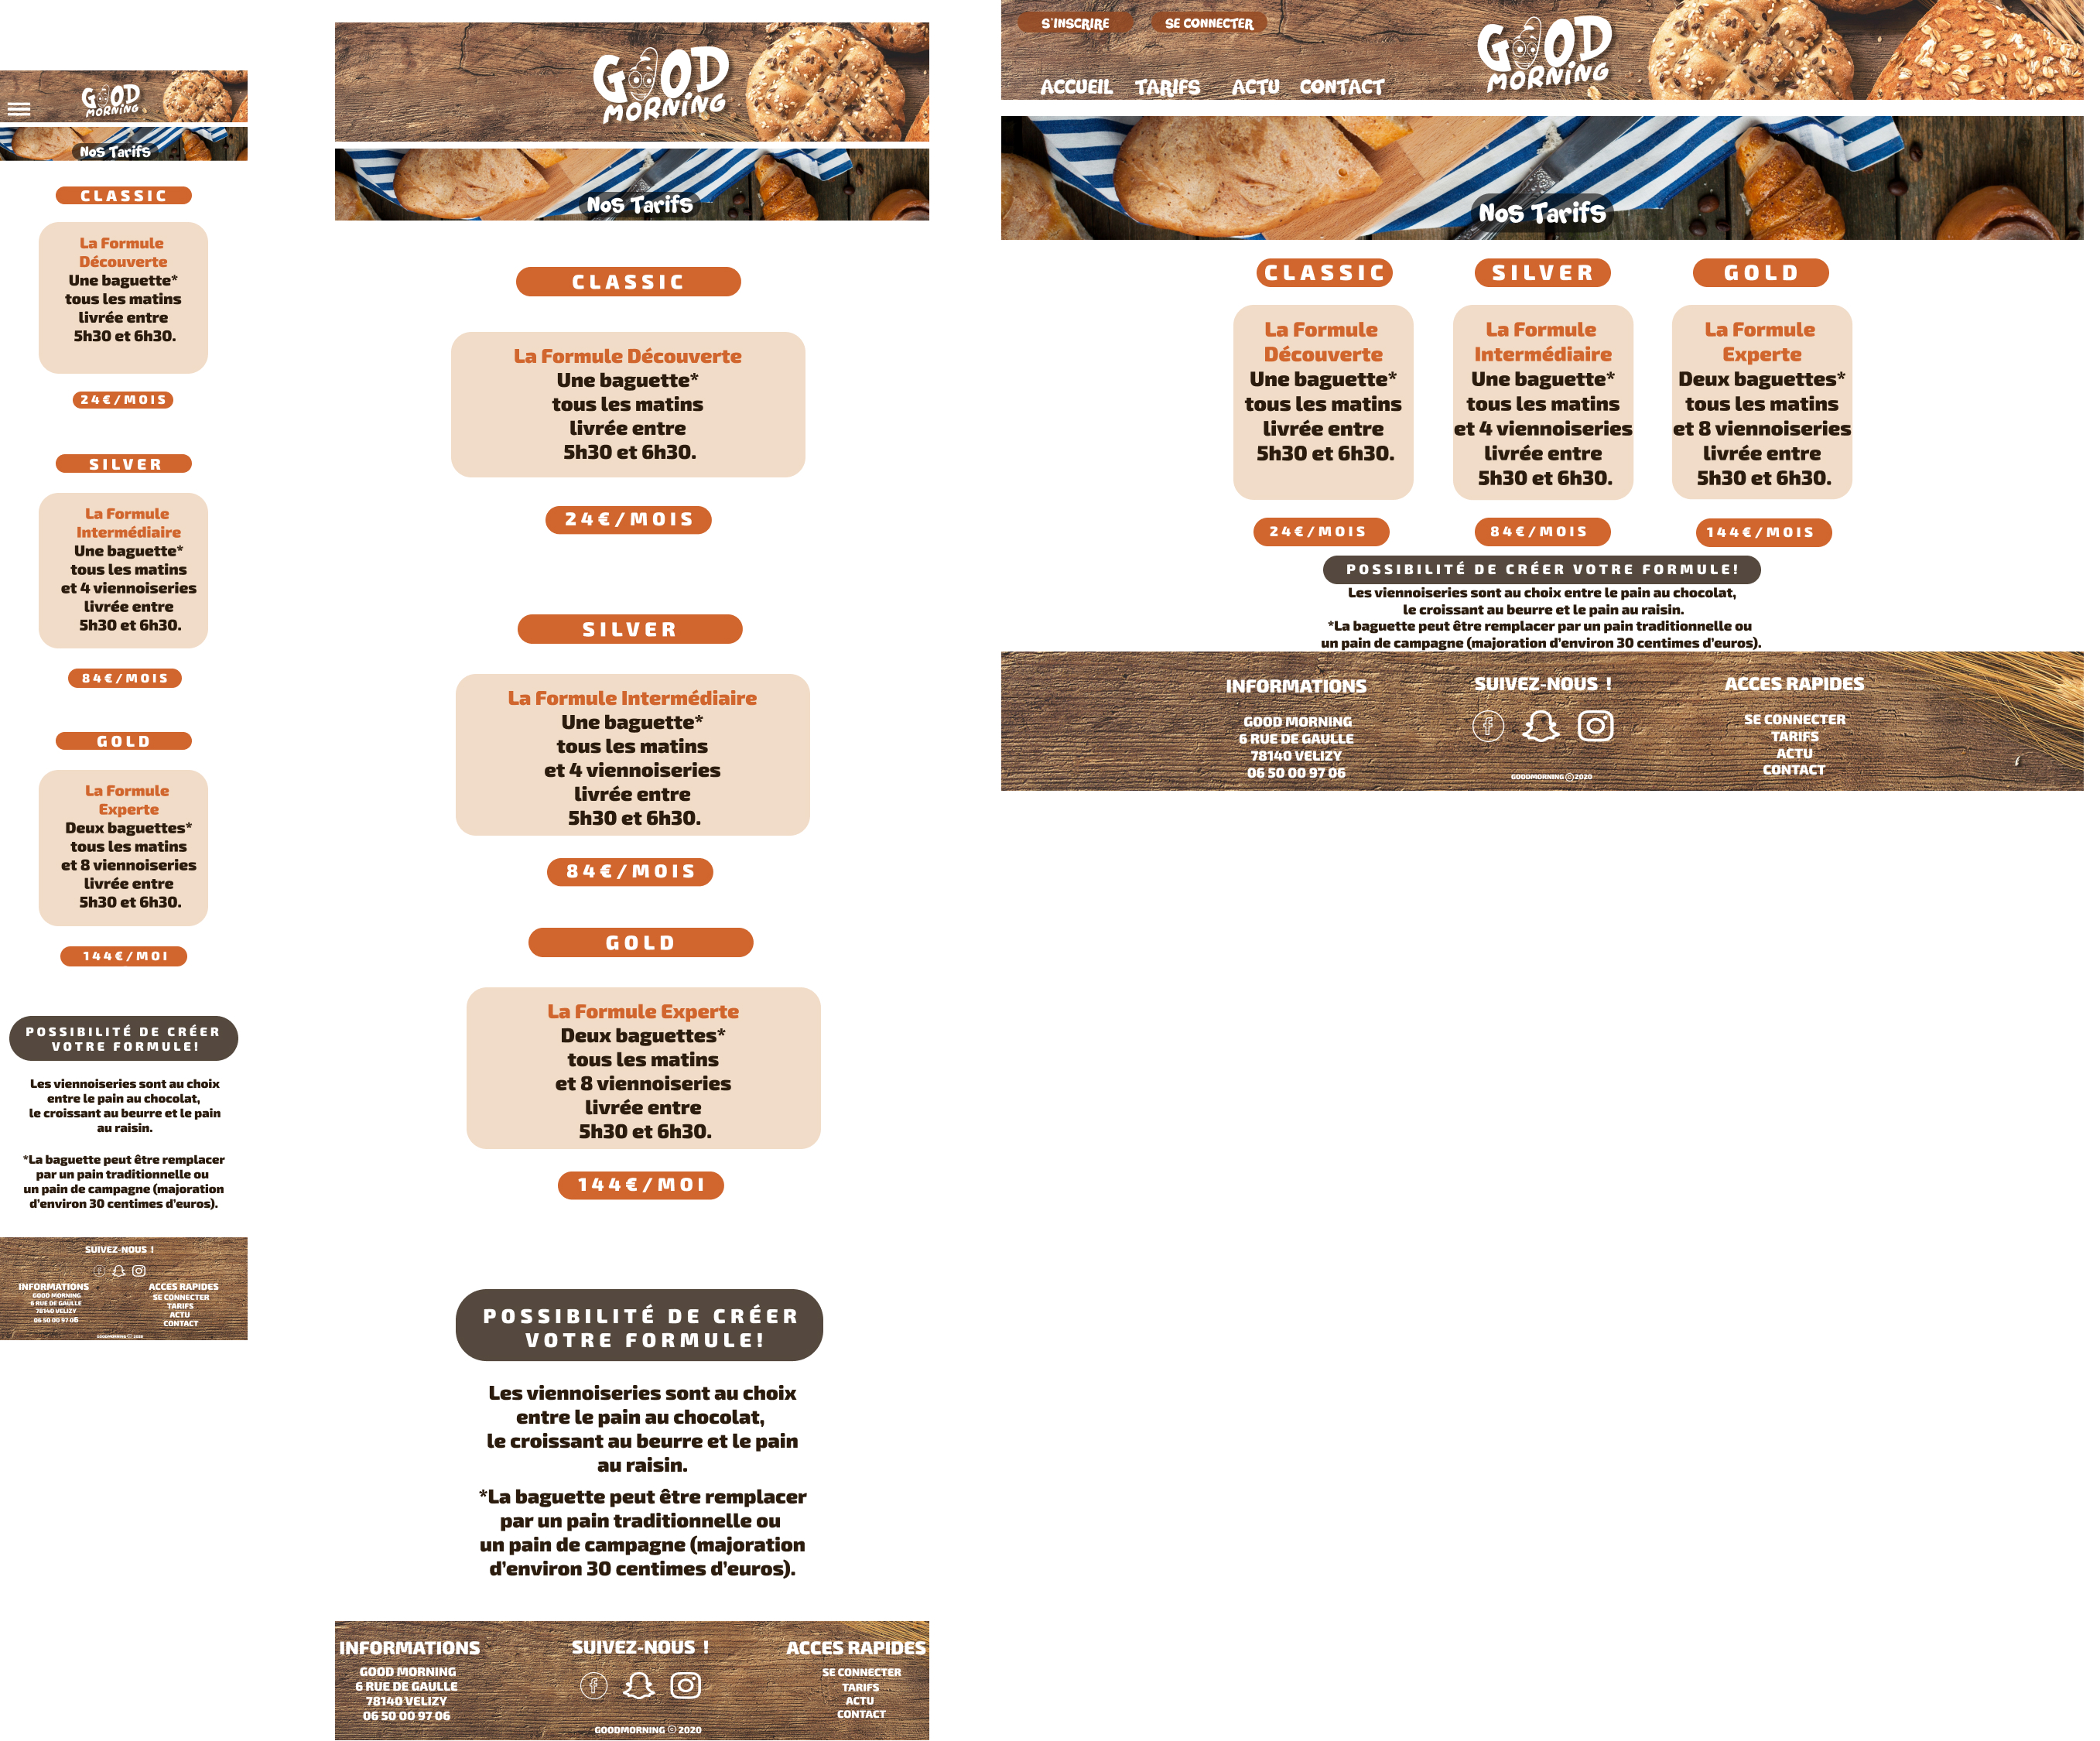 GOOD
MORNING
Nos Tarifs
CLASSIC
La Formule
Découverte
Une baguette*
tous les matins
livrée entre
5h30 et 6h30.
24€/MOIS
SILVER
La Formule
Intermédiaire
Une baguette*
tous les matins
et 4 viennoiseries
livrée entre
5h30 et 6h30.
84€/MOIS
GOLD
La Formule
Experte
Deux baguettes*
tous les matins
et 8 viennoiseries
livrée entre
5h30 et 6h30.
144€/MOI
POSSIBILITÉ DE CRÉER
VOTRE FORMULE!
Les viennoiseries sont au choix
entre le pain au chocolat,
le croissant au beurre et le pain
au raisin.
*La baguette peut être remplacer
par un pain traditionnelle ou
un pain de campagne (majoration
d'environ 30 centimes d'euros).
SUIVEZ-NOUS !
INFORMATIONS
GOOD MORNING
6 RUE DE GAULLE
78140 VELIZY
06 50 00 97 06
ACCES RAPIDES
SE CONNECTER
TARIFS
ACTU
CONTACT
GOODMORNING © 2020
GOOD
MORNING
Nos Tarifs
CLASSIC
La Formule Découverte
Une baguette*
tous les matins
livrée entre
5h30 et 6h30.
24€/MOIS
SILVER
La Formule Intermédiaire
Une baguette*
tous les matins
et 4 viennoiseries
livrée entre
5h30 et 6h30.
84€/MOIS
GOLD
La Formule Experte
Deux baguettes*
tous les matins
et 8 viennoiseries
livrée entre
5h30 et 6h30.
144€/MOI
POSSIBILITÉ DE CRÉER
VOTRE FORMULE!
Les viennoiseries sont au choix
entre le pain au chocolat,
le croissant au beurre et le pain
au raisin.
*La baguette peut être remplacer
par un pain traditionnelle ou
un pain de campagne (majoration
d'environ 30 centimes d'euros).
INFORMATIONS
GOOD MORNING
6 RUE DE GAULLE
78140 VELIZY
06 50 00 97 06
SUIVEZ-NOUS !
GOODMORNING © 2020
ACCES RAPIDES
SE CONNECTER
TARIFS
ACTU
CONTACT
S'INSCRIRE SE CONNECTER
ACCUEIL TARIFS ACTU CONTACT
GOOD
MORNING
Nos Tarifs
CLASSIC
La Formule
Découverte
Une baguette*
tous les matins
livrée entre
5h30 et 6h30.
24€/MOIS
SILVER
La Formule
Intermédiaire
Une baguette*
tous les matins
et 4 viennoiseries
livrée entre
5h30 et 6h30.
84€/MOIS
GOLD
La Formule
Experte
Deux baguettes*
tous les matins
et 8 viennoiseries
livrée entre
5h30 et 6h30.
144€/MOIS
POSSIBILITÉ DE CRÉER VOTRE FORMULE!
Les viennoiseries sont au choix entre le pain au chocolat,
le croissant au beurre et le pain au raisin.
*La baguette peut être remplacer par un pain traditionnelle ou
un pain de campagne (majoration d'environ 30 centimes d'euros).
INFORMATIONS
GOOD MORNING
6 RUE DE GAULLE
78140 VELIZY
06 50 00 97 06
SUIVEZ-NOUS !
GOODMORNING ©2020
ACCES RAPIDES
SE CONNECTER
TARIFS
ACTU
CONTACT